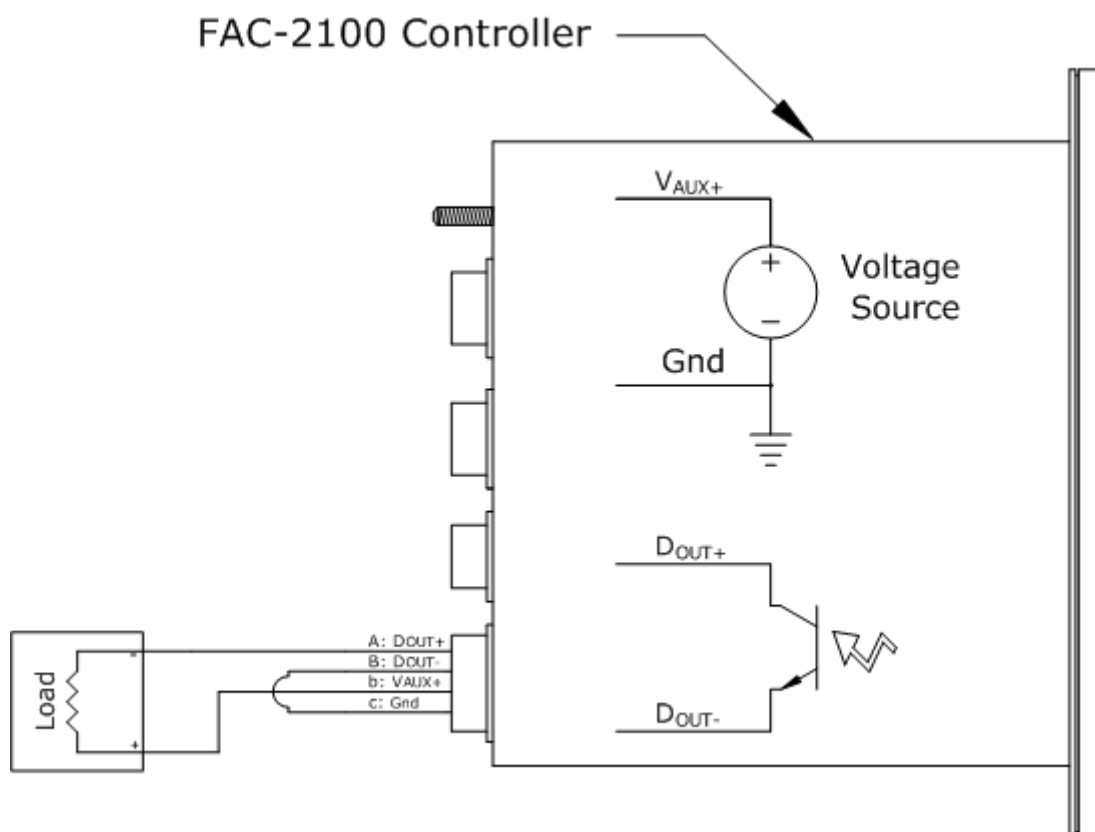 FAC-2100 Controller
VAUX+
+
Voltage
Source
−
Gnd
DOUT+
A: DOUT+
B: DOUT-
b: VAUX+
c: Gnd
-
Load
+
DOUT-